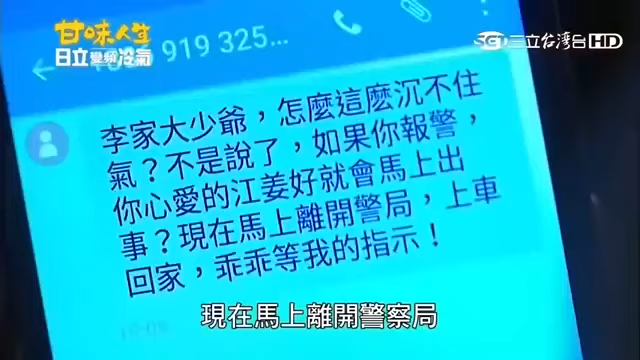 甘味人生
日立變頻冷氣
919 325...
SET三立台灣台HD
李家大少爺，怎麼這麼沉不住
氣？不是說了，如果你報警，
你心愛的江姜好就會馬上出
事？現在馬上離開警局，上車
回家，乖乖等我的指示！
現在馬上離開警察局